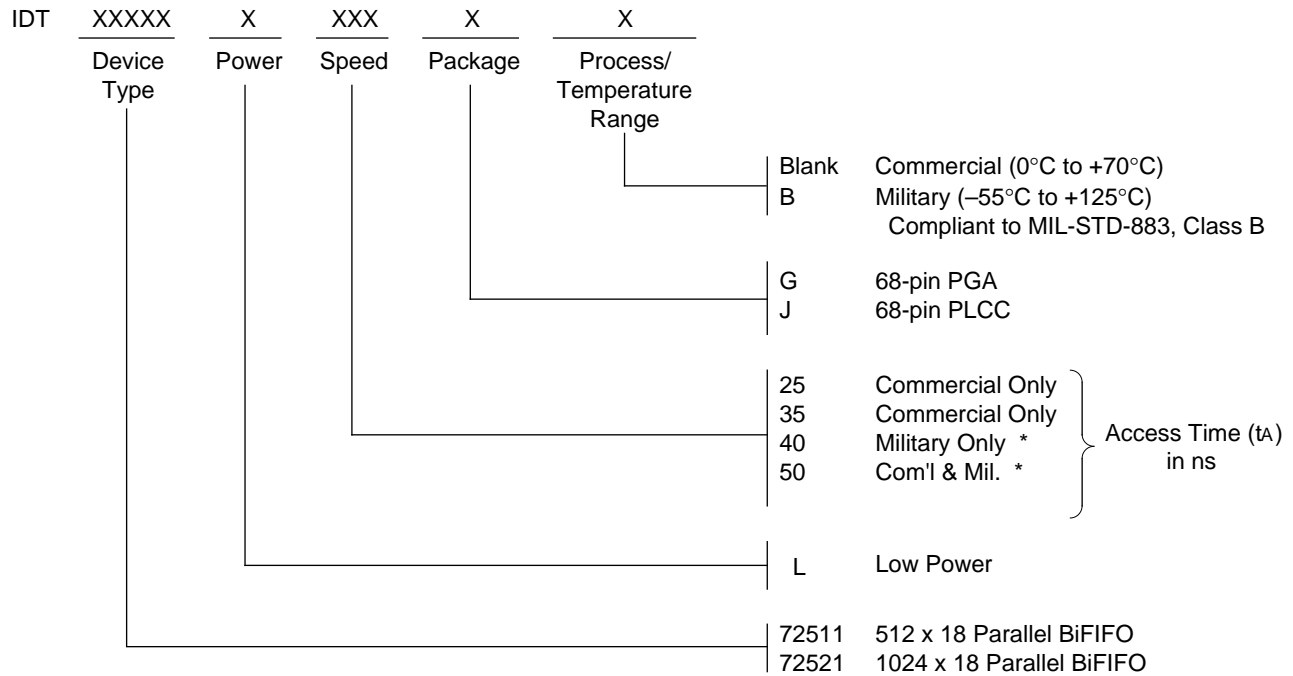 IDT XXXXX X XXX X X
Device Type
Power
Speed
Package
Process/
Temperature
Range
Blank Commercial (0°C to +70°C)
B Military (–55°C to +125°C)
Compliant to MIL-STD-883, Class B
G 68-pin PGA
J 68-pin PLCC
25 Commercial Only
35 Commercial Only
40 Military Only *
50 Com'l & Mil. *
Access Time (tA)
in ns
L Low Power
72511 512 x 18 Parallel BiFIFO
72521 1024 x 18 Parallel BiFIFO